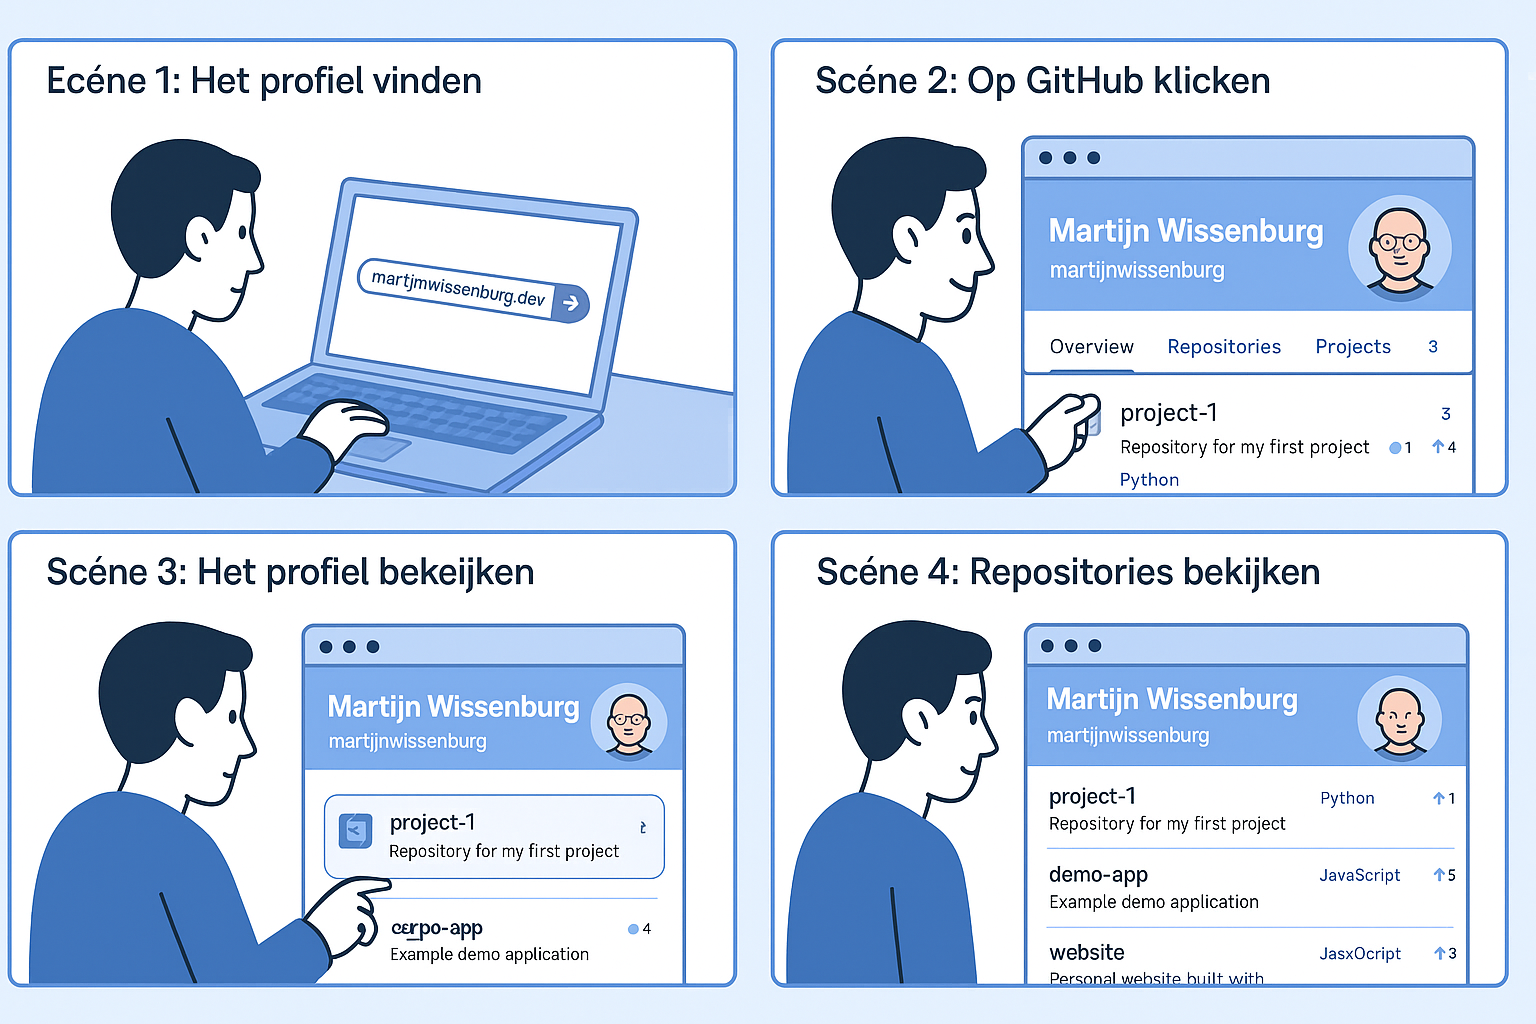 Ecéne 1: Het profiel vinden
martjmwissenburg.dev
Scéne 2: Op GitHub klicken
Martijn Wissenburg
martijnwissenburg
Overview Repositories Projects 3
project-1 3
Repository for my first project 1 4
Python
Scéne 3: Het profiel bekeijken
Martijn Wissenburg
martjjnwissenburg
project-1
Repository for my first project
4
Example demo application
Scéne 4: Repositories bekijken
Martijn Wissenburg
martijnwissenburg
project-1 Python 1
Repository for my first project
demo-app JavaScript 5
Example demo application
website JasxOcript 3
Personal website built with